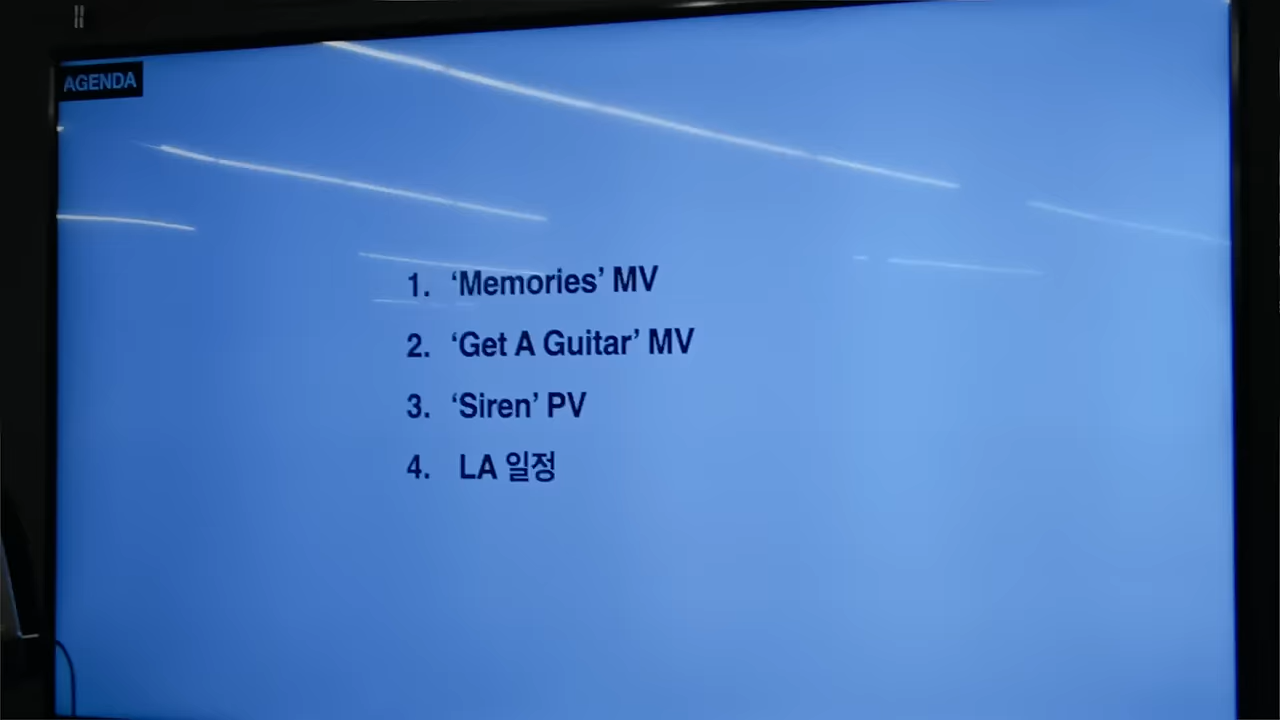 AGENDA
1. ‘Memories’ MV
2. ‘Get A Guitar’ MV
3. ‘Siren’ PV
4. LA 일정